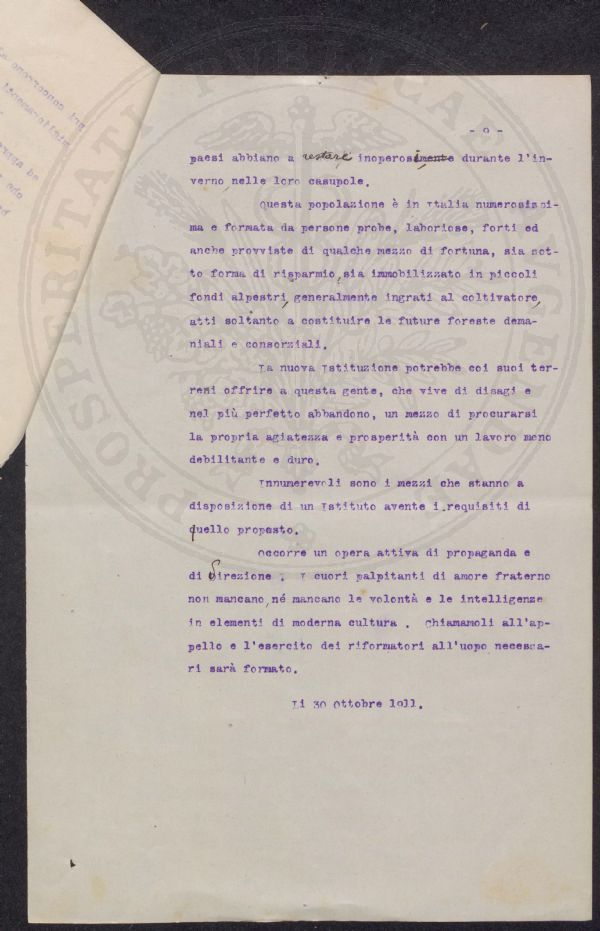 - 9 -
paesi abbiano a restare inoperosi durante l'in-
verno nelle loro casupole.
Questa popolazione è in Italia numerosissi-
ma e formata da persone probe, laboriose, forti ed
anche provviste di qualche mezzo di fortuna, sia sot-
to forma di risparmio, sia immobilizzato in piccoli
fondi alpestri, generalmente ingrati al coltivatore,
atti soltanto a costituire le future foreste dema-
niali e consorziali.
La nuova Istituzione potrebbe coi suoi ter-
reni offrire a questa gente, che vive di disagi e
nel più perfetto abbandono, un mezzo di procurarsi
la propria agiatezza e prosperità con un lavoro meno
debilitante e duro.
Innumerevoli sono i mezzi che stanno a
disposizione di un Istituto avente i requisiti di
quello proposto.
Occorre un opera attiva di propaganda e
di direzione. I cuori palpitanti di amore fraterno
non mancano, né mancano le volontà e le intelligenze
in elementi di moderna cultura. Chiamamoli all'ap-
pello e l'esercito dei riformatori all'uopo necessa-
ri sarà formato.
Li 30 Ottobre 1911.
PROSPERITATI PVBLICAE AVGENDAE